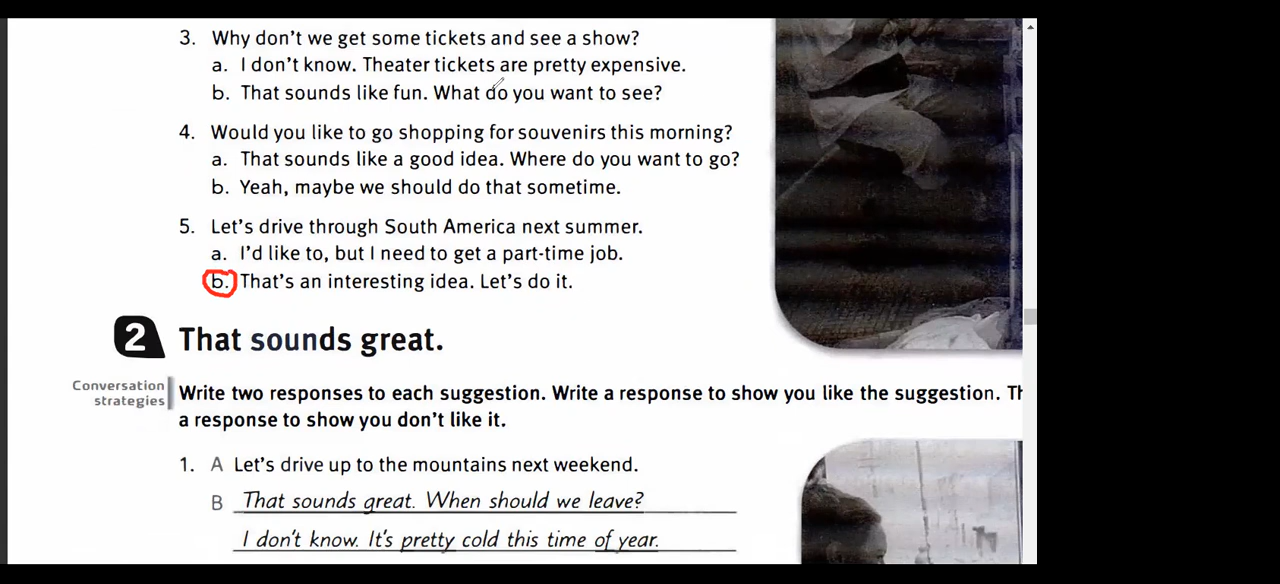 3. Why don't we get some tickets and see a show?
a. I don't know. Theater tickets are pretty expensive.
b. That sounds like fun. What do you want to see?
4. Would you like to go shopping for souvenirs this morning?
a. That sounds like a good idea. Where do you want to go?
b. Yeah, maybe we should do that sometime.
5. Let's drive through South America next summer.
a. I'd like to, but I need to get a part-time job.
b. That's an interesting idea. Let's do it.
2 That sounds great.
Conversation
strategies
Write two responses to each suggestion. Write a response to show you like the suggestion.
a response to show you don't like it.
1. A Let's drive up to the mountains next weekend.
B That sounds great. When should we leave?
I don't know. It's pretty cold this time of year.